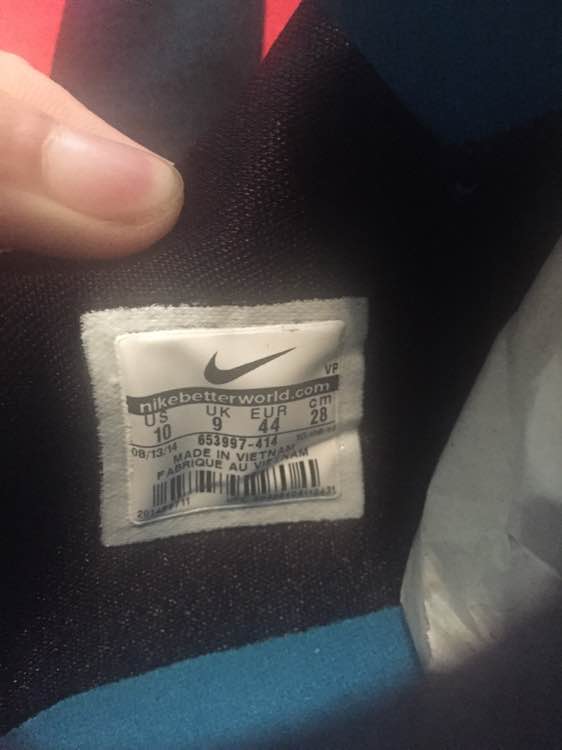 VP
nikebetterworld.com
US UK EUR cm
10 9 44 28
653997-414
08/13/14
MADE IN VIETNAM
FABRIQUE AU VIETNAM